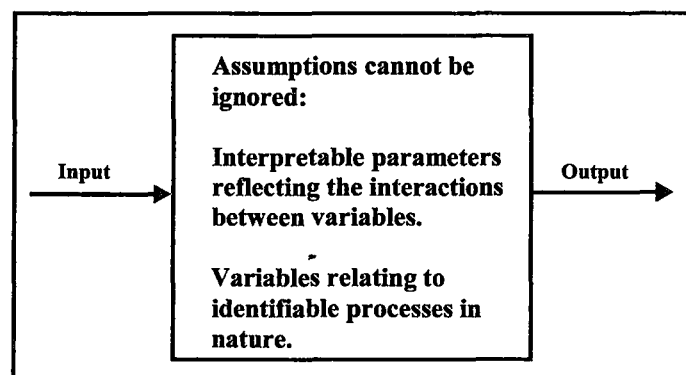 Assumptions cannot be
ignored:
Input
Interpretable parameters
reflecting the interactions
between variables.
Output
Variables relating to
identifiable processes in
nature.